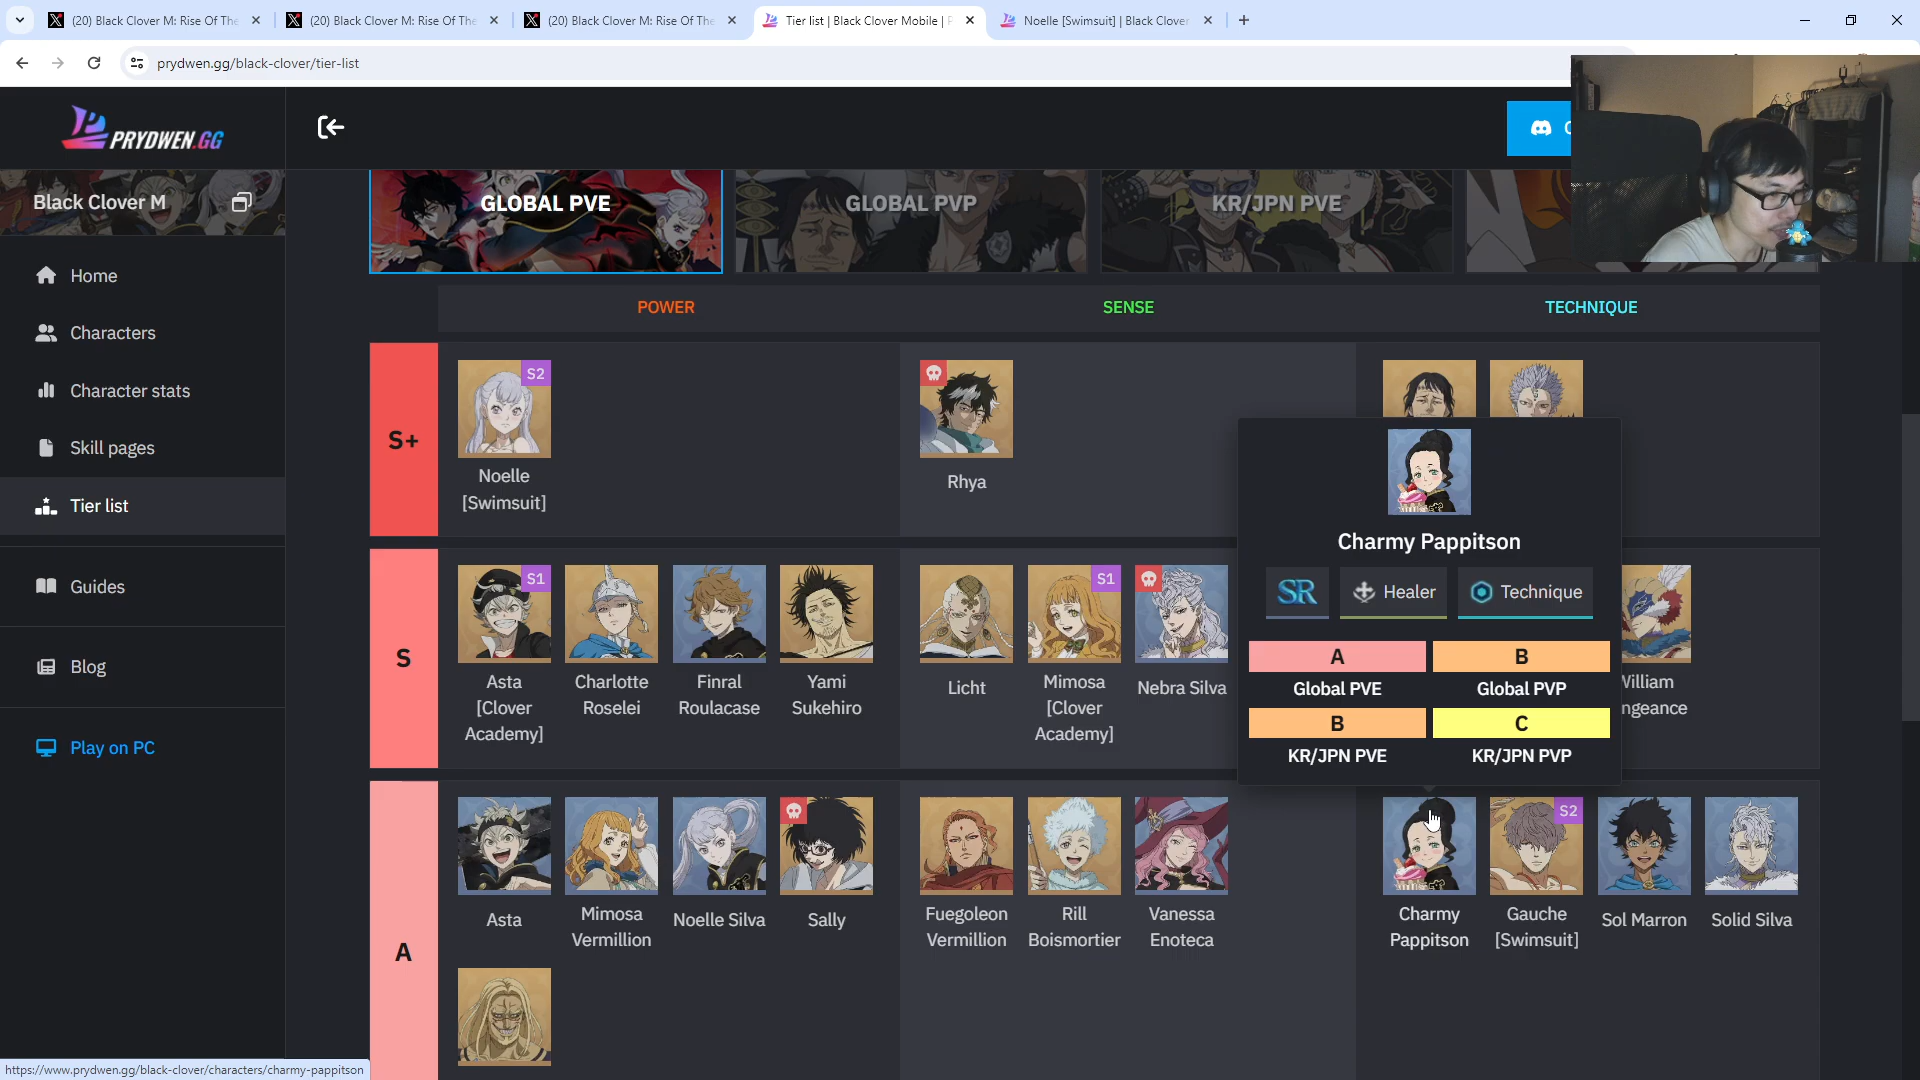 (20) Black Clover M: Rise Of The
(20) Black Clover M: Rise Of The
(20) Black Clover M: Rise Of The
Tier list | Black Clover Mobile | P
Noelle [Swimsuit] | Black Clover
prydwen.gg/black-clover/tier-list
PRYDWEN.GG
Black Clover M
Home
Characters
Character stats
Skill pages
Tier list
Guides
Blog
Play on PC
GLOBAL PVE
GLOBAL PVP
KR/JPN PVE
POWER
SENSE
TECHNIQUE
S+
S2
Noelle
[Swimsuit]
Rhya
S
S1
Asta
[Clover
Academy]
Charlotte
Roselei
Finral
Roulacase
Yami
Sukehiro
Licht
S1
Mimosa
[Clover
Academy]
Nebra Silva
William
ngeance
Charmy Pappitson
SR
Healer
Technique
A
B
Global PVE
Global PVP
B
C
KR/JPN PVE
KR/JPN PVP
A
Asta
Mimosa
Vermillion
Noelle Silva
Sally
Fuegoleon
Vermillion
Rill
Boismortier
Vanessa
Enoteca
Charmy
Pappitson
S2
Gauche
[Swimsuit]
Sol Marron
Solid Silva
https://www.prydwen.gg/black-clover/characters/charmy-pappitson